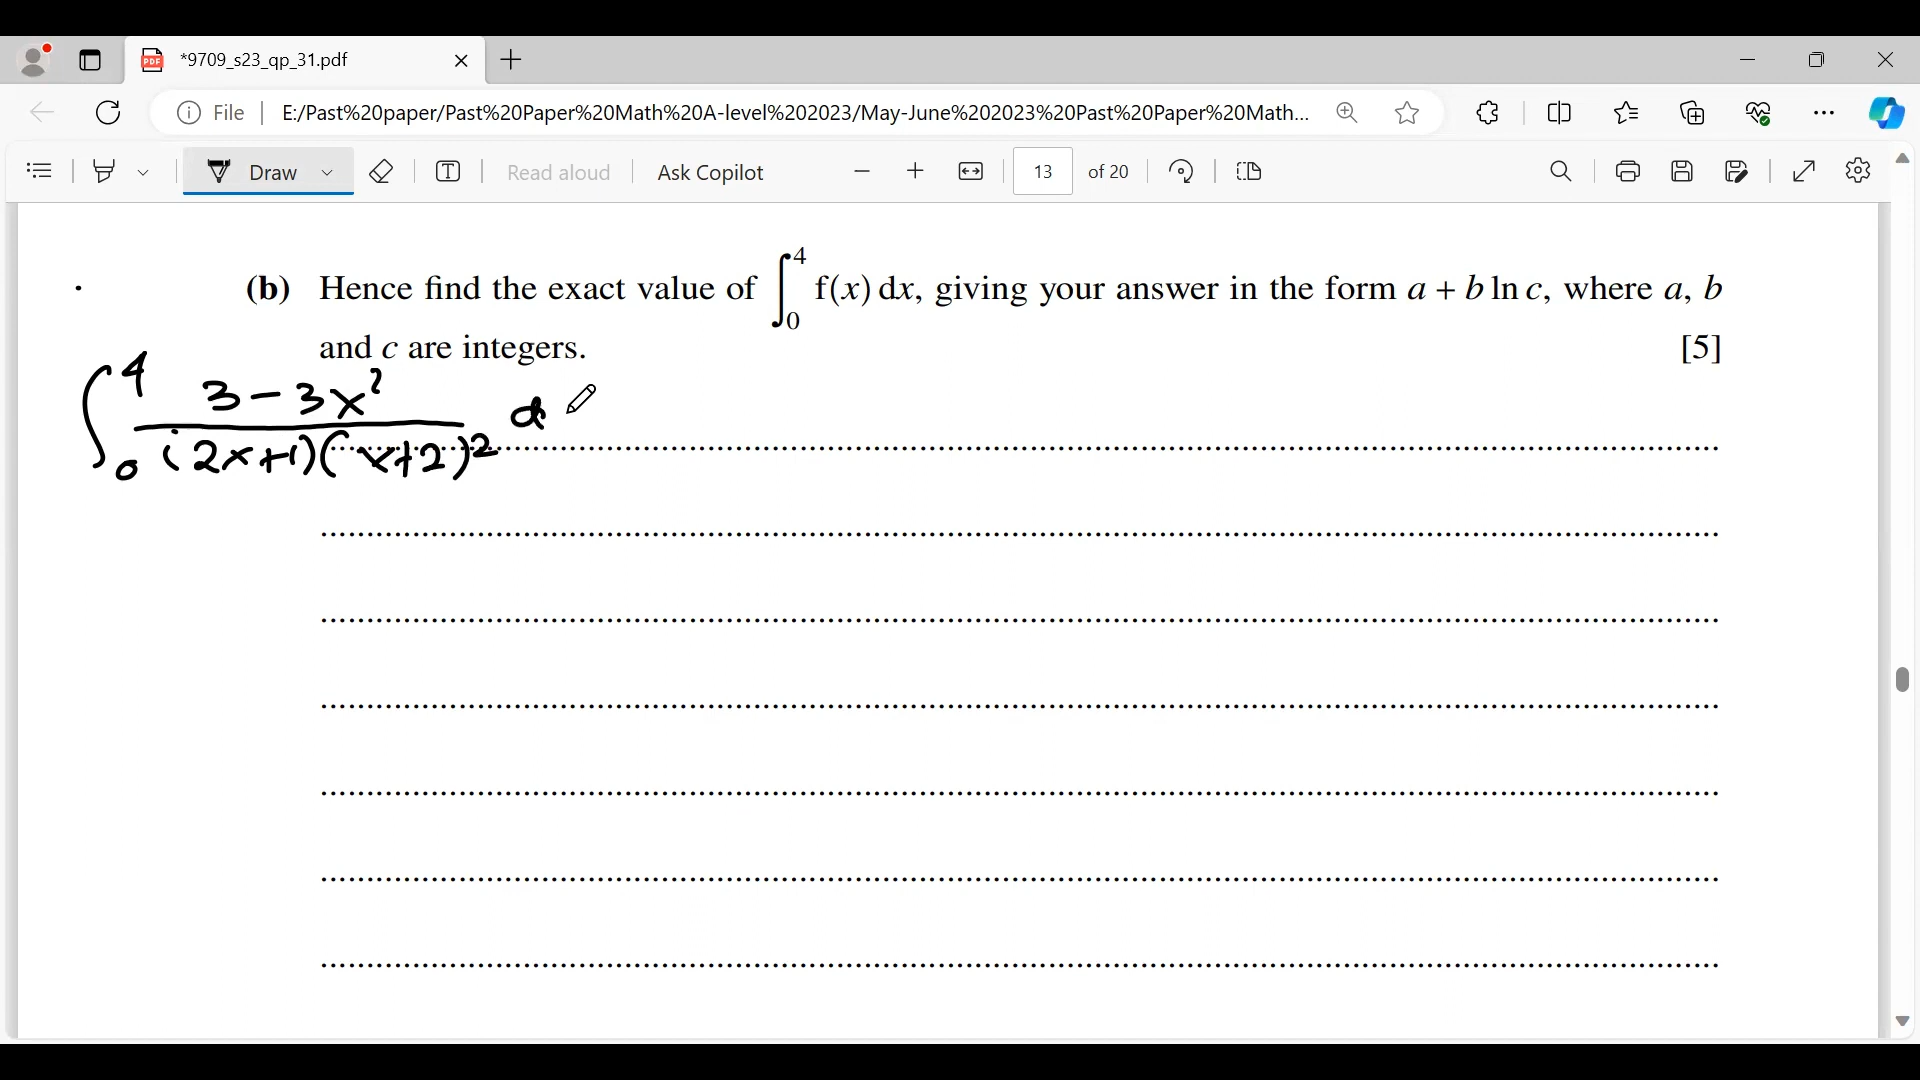 *9709_s23_qp_31.pdf
File | E:/Past%20paper/Past%20Paper%20Math%20A-level%202023/May-June%202023%20Past%20Paper%20Math...
Draw Read aloud Ask Copilot 13 of 20
(b) Hence find the exact value of ∫₀⁴ f(x) dx, giving your answer in the form a + b ln c, where a, b
and c are integers. [5]
∫₀⁴ (3 − 3x²)/((2x+1)(x+2)²) d